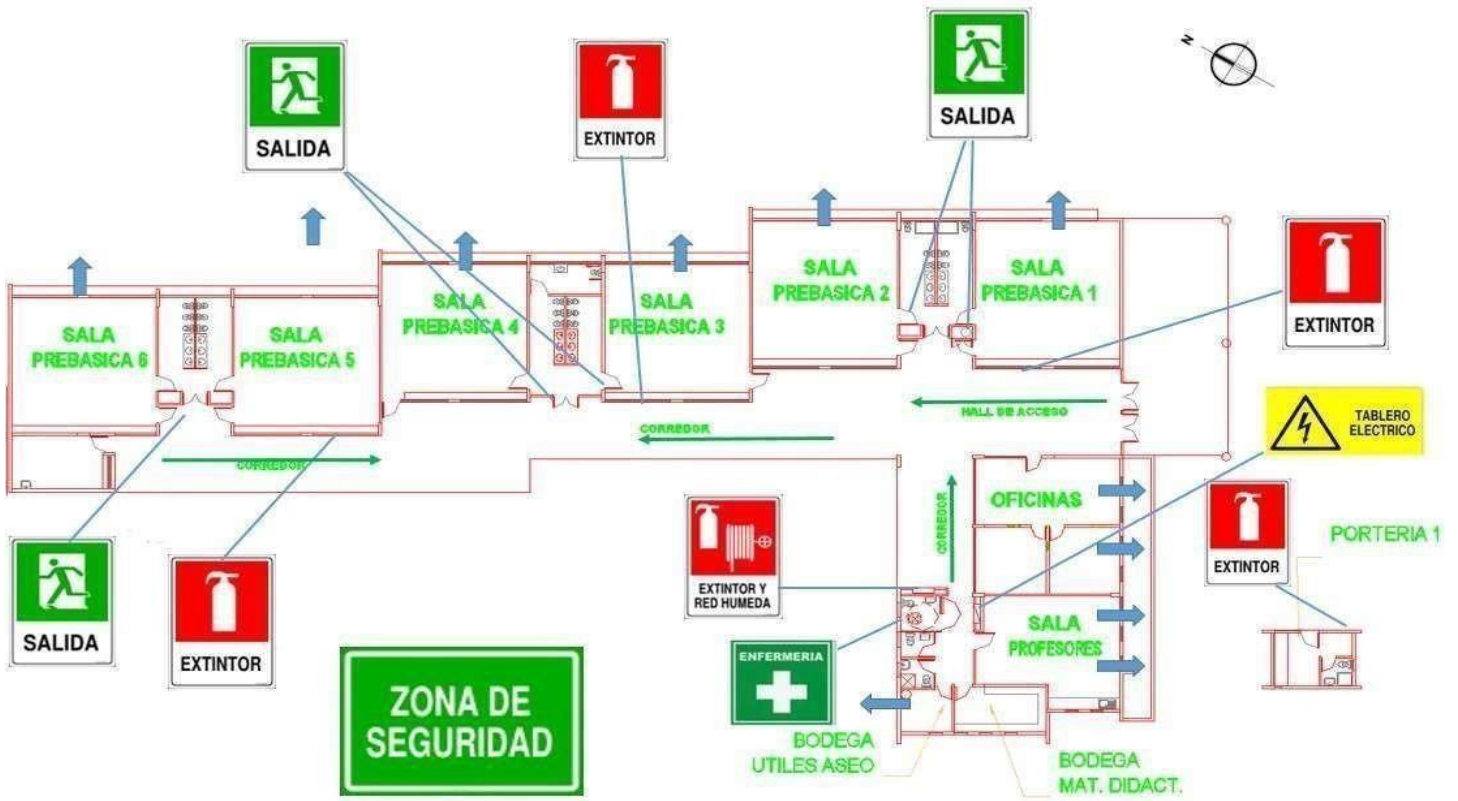 N
SALIDA
EXTINTOR
SALIDA
EXTINTOR
SALA
PREBASICA 6
SALA
PREBASICA 5
SALA
PREBASICA 4
SALA
PREBASICA 3
SALA
PREBASICA 2
SALA
PREBASICA 1
HALL DE ACCESO
CORREDOR
CORREDOR
TABLERO
ELECTRICO
CORREDOR
OFICINAS
EXTINTOR
PORTERIA 1
SALIDA
EXTINTOR
EXTINTOR Y
RED HUMEDA
SALA
PROFESORES
ENFERMERIA
ZONA DE
SEGURIDAD
BODEGA
UTILES ASEO
BODEGA
MAT. DIDACT.